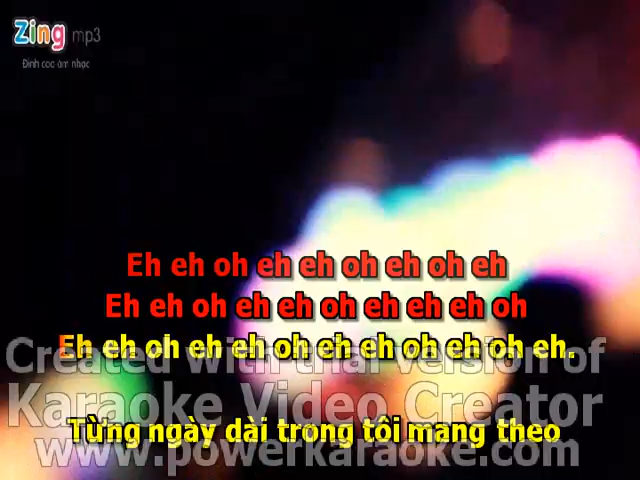 Zing mp3
Đỉnh cao âm nhạc
Eh eh oh eh eh oh eh oh eh
Eh eh oh eh eh oh eh eh eh oh
Eh eh oh eh eh oh eh eh oh eh oh eh.
Created with trial version of
Karaoke Video Creator
Từng ngày dài trong tôi mang theo
www.powerkaraoke.com